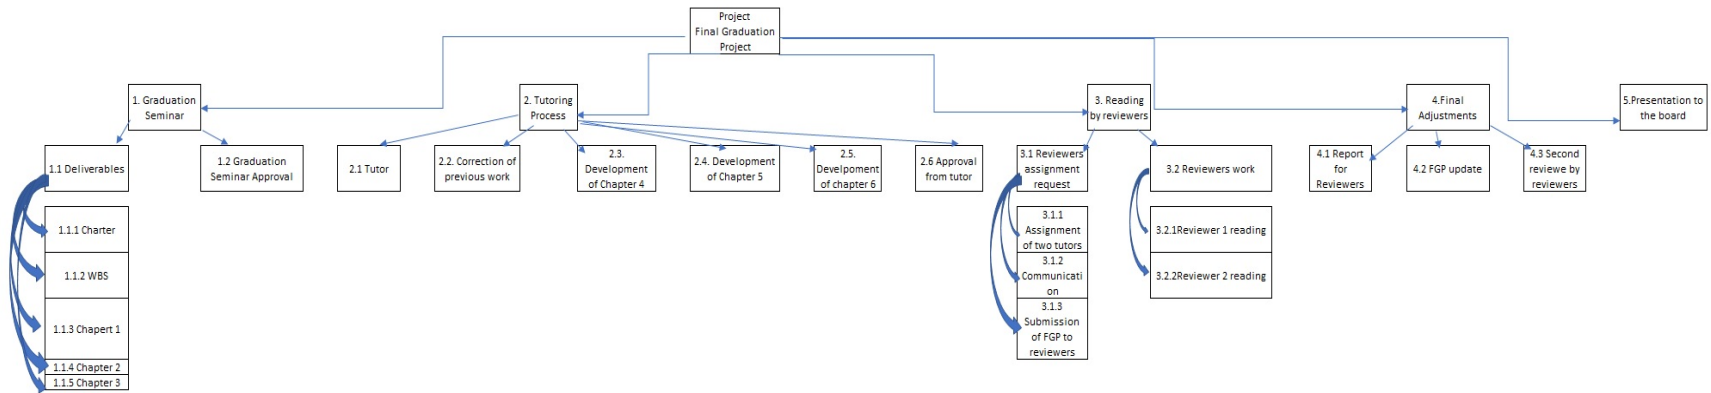 Project
Final Graduation
Project
1. Graduation
Seminar
2. Tutoring
Process
3. Reading
by reviewers
4.Final
Adjustments
5.Presentation to
the board
1.1 Deliverables
1.2 Graduation
Seminar Approval
2.1 Tutor
2.2. Correction of
previous work
2.3.
Development
of Chapter 4
2.4. Development
of Chapter 5
2.5.
Develpoment
of chapter 6
2.6 Approval
from tutor
3.1 Reviewers
assignment
request
3.2 Reviewers work
4.1 Report
for
Reviewers
4.2 FGP update
4.3 Second
reviewe by
reviewers
1.1.1 Charter
1.1.2 WBS
1.1.3 Chapert 1
1.1.4 Chapter 2
1.1.5 Chapter 3
3.1.1
Assignment
of two tutors
3.1.2
Communicati
on
3.1.3
Submission
of FGP to
reviewers
3.2.1Reviewer 1 reading
3.2.2Reviewer 2 reading